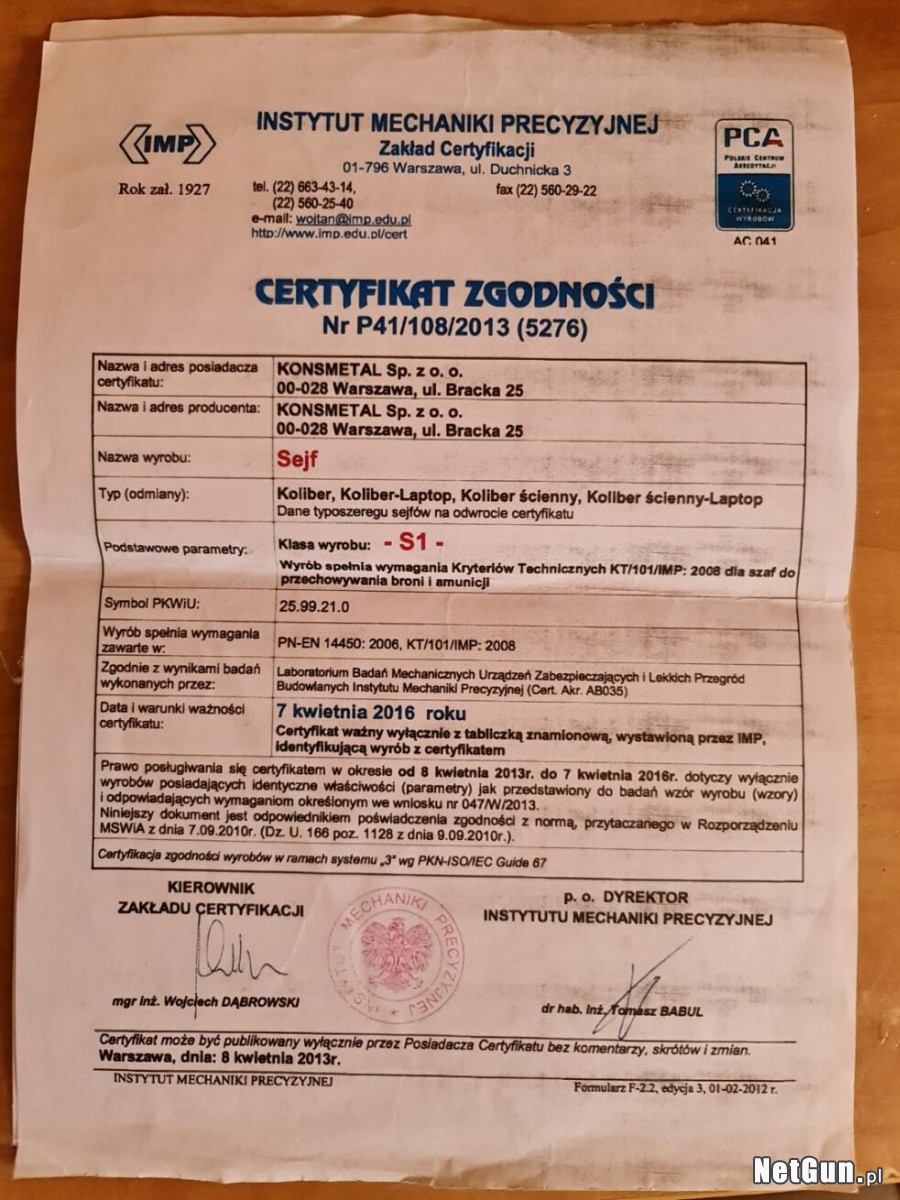 IMP
Rok zał. 1927
INSTYTUT MECHANIKI PRECYZYJNEJ
Zakład Certyfikacji
01-796 Warszawa, ul. Duchnicka 3
tel. (22) 663-43-14, fax (22) 560-29-22
(22) 560-25-40
e-mail: wojtan@imp.edu.pl
http://www.imp.edu.pl/cert
PCA
POLSKIE CENTRUM
AKREDYTACJI
CERTYFIKACJA
WYROBÓW
AC 041
CERTYFIKAT ZGODNOŚCI
Nr P41/108/2013 (5276)
Nazwa i adres posiadacza
certyfikatu:
KONSMETAL Sp. z o. o.
00-028 Warszawa, ul. Bracka 25
Nazwa i adres producenta:
KONSMETAL Sp. z o. o.
00-028 Warszawa, ul. Bracka 25
Nazwa wyrobu:
Sejf
Typ (odmiany):
Koliber, Koliber-Laptop, Koliber ścienny, Koliber ścienny-Laptop
Dane typoszeregu sejfów na odwrocie certyfikatu
Podstawowe parametry:
Klasa wyrobu: - S1 -
Wyrób spełnia wymagania Kryteriów Technicznych KT/101/IMP: 2008 dla szaf do
przechowywania broni i amunicji
Symbol PKWiU:
25.99.21.0
Wyrób spełnia wymagania
zawarte w:
PN-EN 14450: 2006, KT/101/IMP: 2008
Zgodnie z wynikami badań
wykonanych przez:
Laboratorium Badań Mechanicznych Urządzeń Zabezpieczających i Lekkich Przegród
Budowlanych Instytutu Mechaniki Precyzyjnej (Cert. Akr. AB035)
Data i warunki ważności
certyfikatu:
7 kwietnia 2016 roku
Certyfikat ważny wyłącznie z tabliczką znamionową, wystawioną przez IMP,
identyfikującą wyrób z certyfikatem
Prawo posługiwania się certyfikatem w okresie od 8 kwietnia 2013r. do 7 kwietnia 2016r. dotyczy wyłącznie
wyrobów posiadających identyczne właściwości (parametry) jak przedstawiony do badań wzór wyrobu (wzory)
i odpowiadających wymaganiom określonym we wniosku nr 047/W/2013.
Niniejszy dokument jest odpowiednikiem poświadczenia zgodności z normą, przytaczanego w Rozporządzeniu
MSWiA z dnia 7.09.2010r. (Dz. U. 166 poz. 1128 z dnia 9.09.2010r.).
Certyfikacja zgodności wyrobów w ramach systemu „3" wg PKN-ISO/IEC Guide 67
KIEROWNIK
ZAKŁADU CERTYFIKACJI
mgr inż. Wojciech DĄBROWSKI
INSTYTUT MECHANIKI PRECYZYJNEJ
p. o. DYREKTOR
INSTYTUTU MECHANIKI PRECYZYJNEJ
dr hab. inż. Tomasz BABUL
Certyfikat może być publikowany wyłącznie przez Posiadacza Certyfikatu bez komentarzy, skrótów i zmian.
Warszawa, dnia: 8 kwietnia 2013r.
INSTYTUT MECHANIKI PRECYZYJNEJ
Formularz F-2.2, edycja 3, 01-02-2012 r.
NetGun.pl